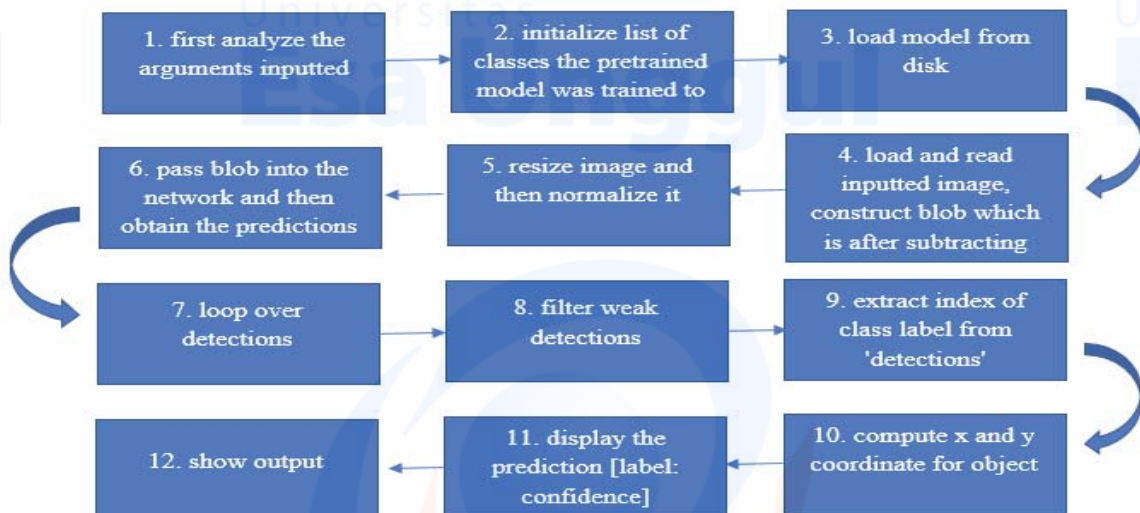 Universitas
Esa Unggul
1. first analyze the
arguments inputted
2. initialize list of
classes the pretrained
model was trained to
3. load model from
disk
4. load and read
inputted image,
construct blob which
is after subtracting
5. resize image and
then normalize it
6. pass blob into the
network and then
obtain the predictions
7. loop over
detections
8. filter weak
detections
9. extract index of
class label from
'detections'
10. compute x and y
coordinate for object
11. display the
prediction [label:
confidence]
12. show output